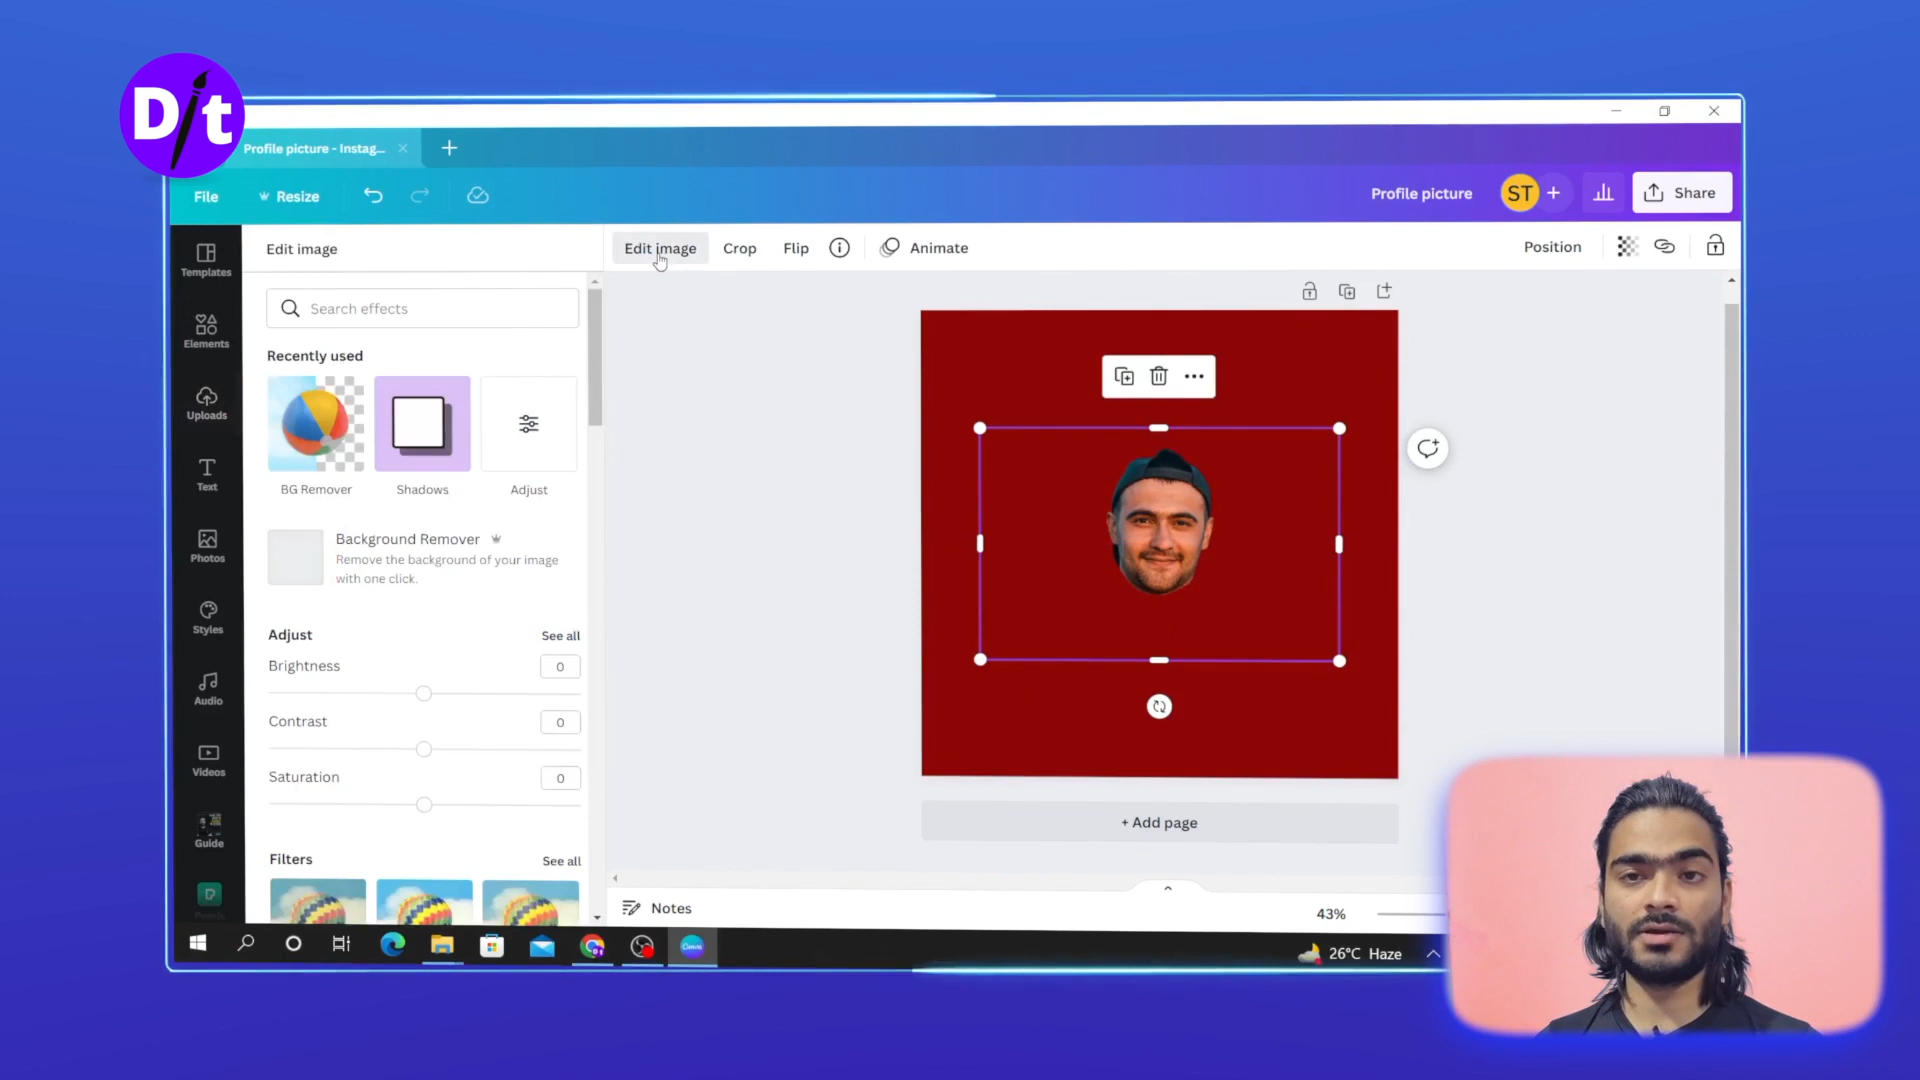 D/t
Profile picture - Instag...
File
Resize
Profile picture
ST
Share
Edit image
Edit image
Crop
Flip
Animate
Position
Templates
Elements
Uploads
Text
Photos
Styles
Audio
Videos
Guide
Search effects
Recently used
BG Remover
Shadows
Adjust
Background Remover
Remove the background of your image
with one click.
Adjust
See all
Brightness
0
Contrast
0
Saturation
0
Filters
See all
+ Add page
Notes
43%
Canva
26°C Haze